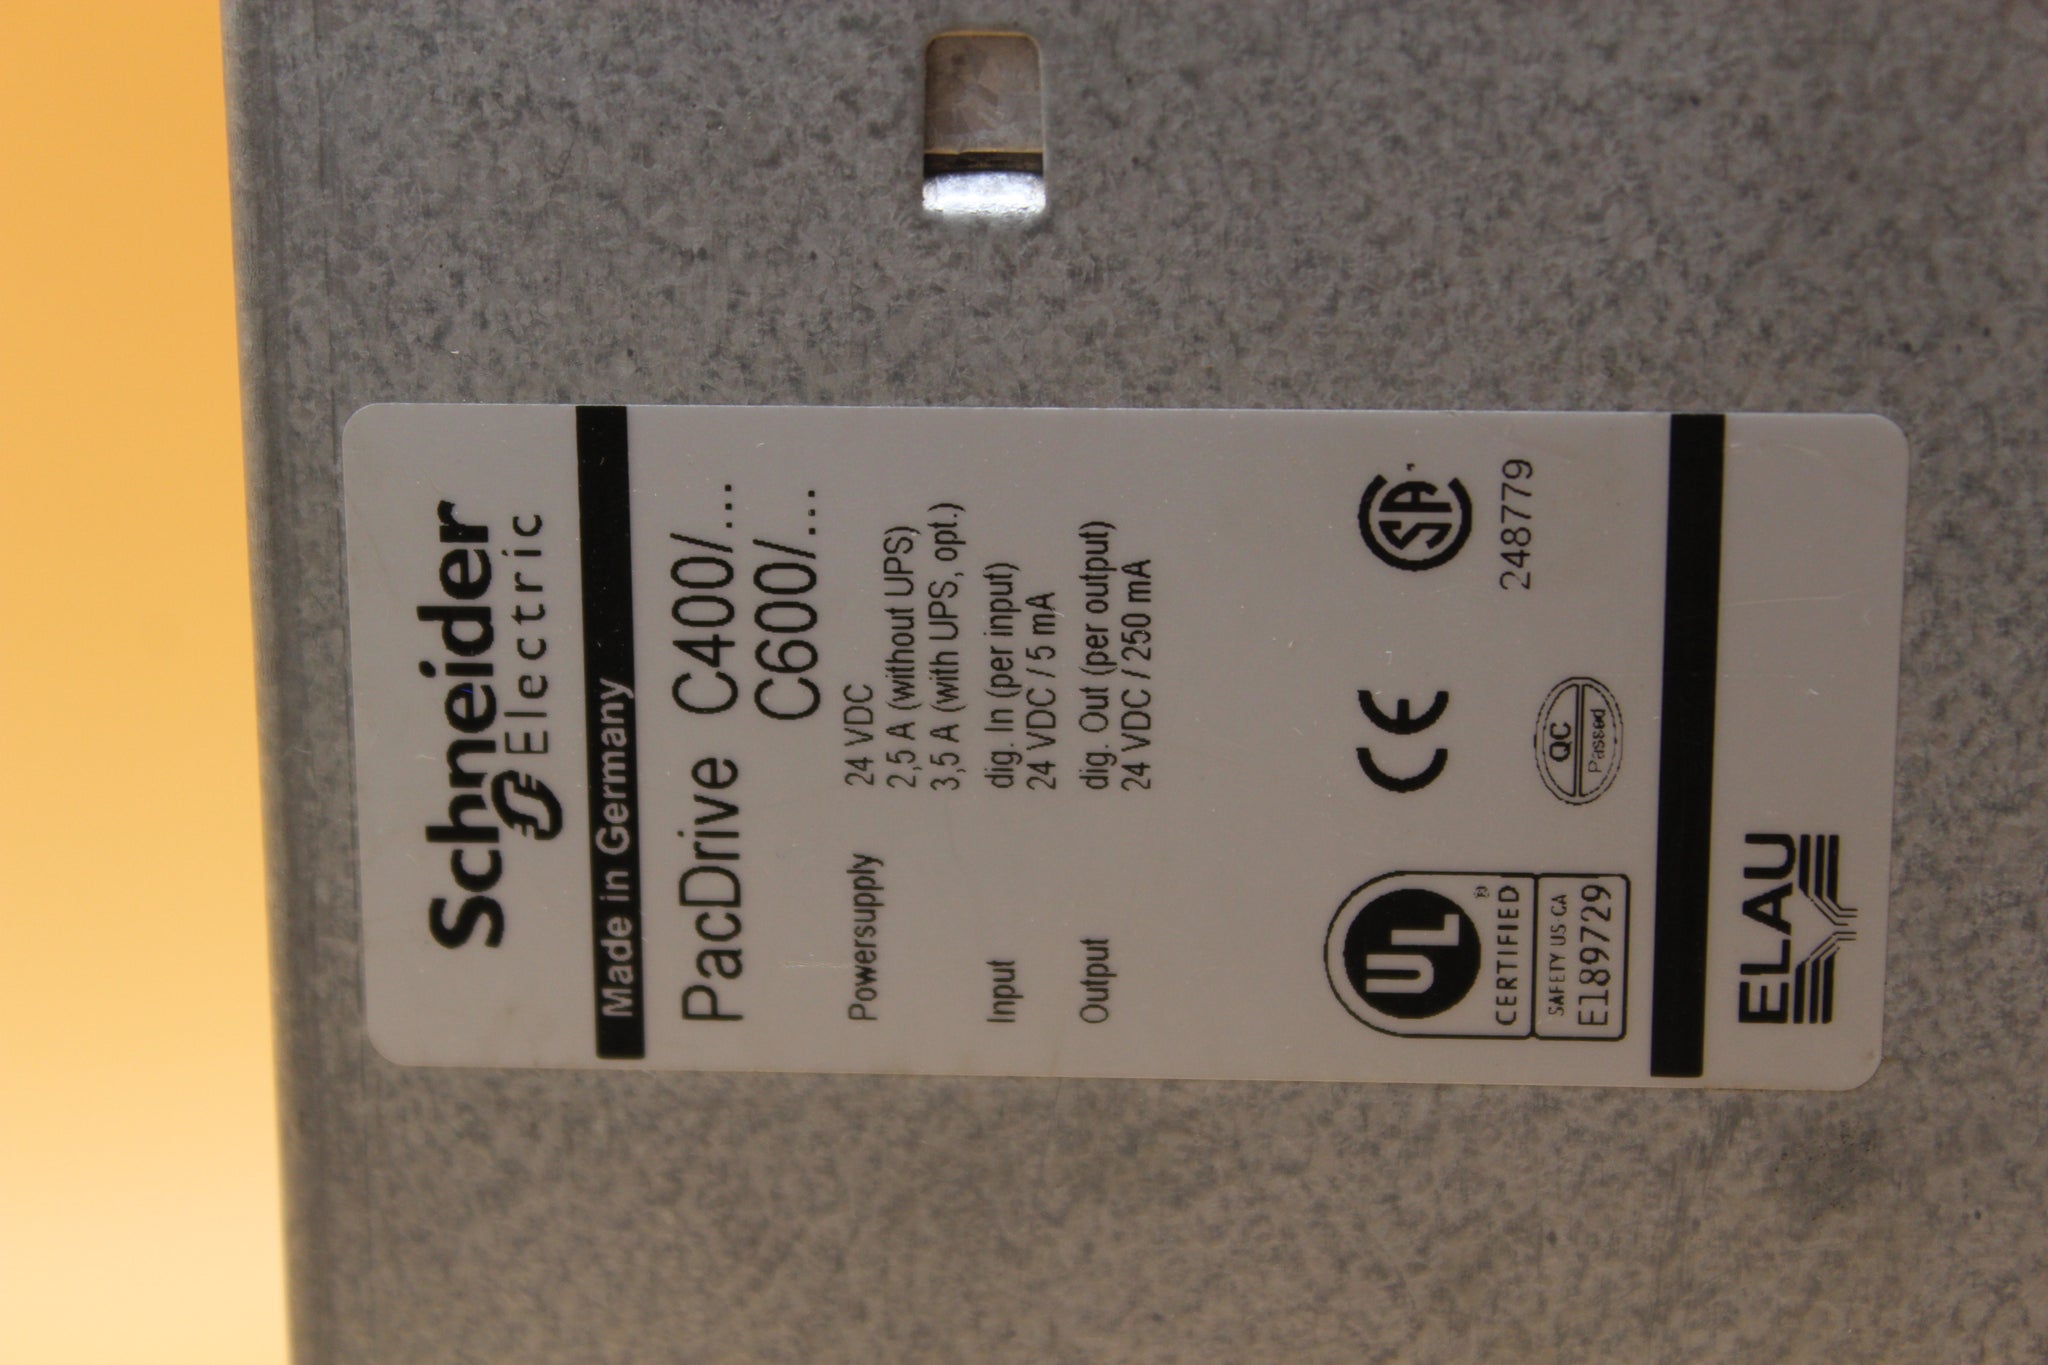 Schneider
Electric
Made in Germany
PacDrive C400/...
C600/...
Powersupply 24 VDC
2,5 A (without UPS)
3,5 A (with UPS, opt.)
Input dig. In (per input)
24 VDC / 5 mA
Output dig. Out (per output)
24 VDC / 250 mA
UL ®
CERTIFIED
SAFETY US CA
E189729
CE
QC
Passed
SA
248779
ELAU